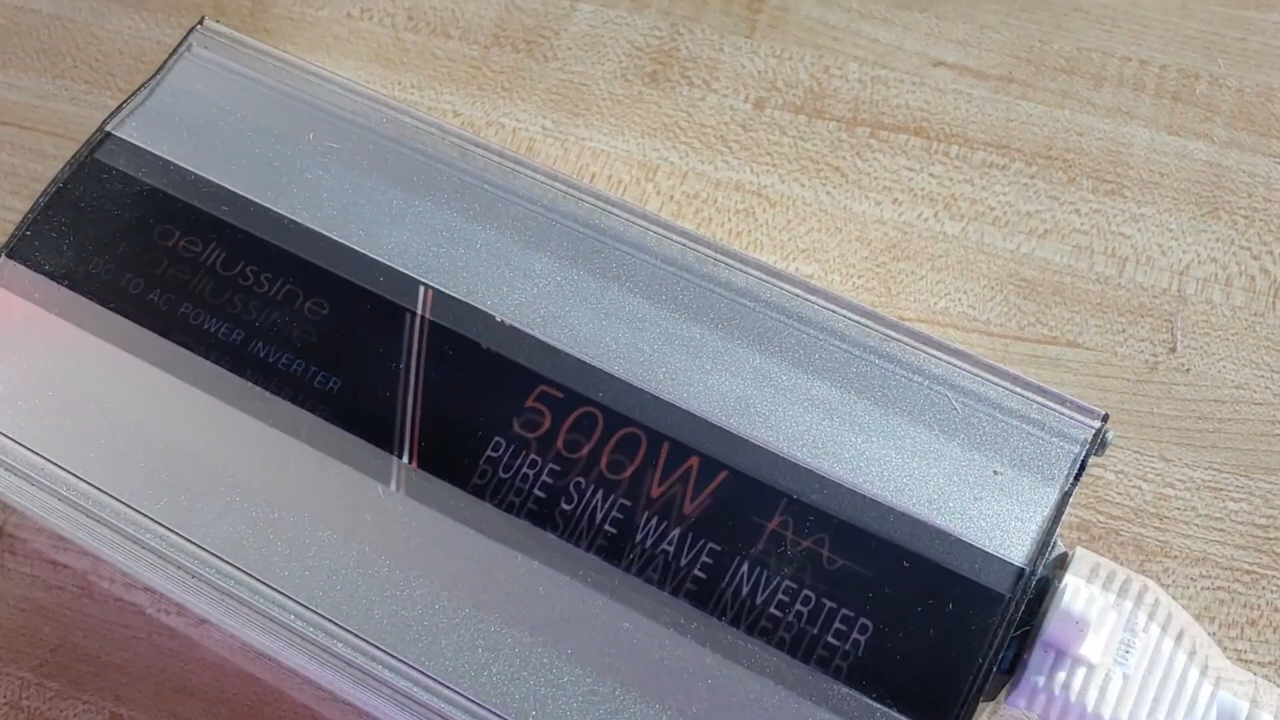 aeliussine
DC TO AC POWER INVERTER
500W
PURE SINE WAVE INVERTER